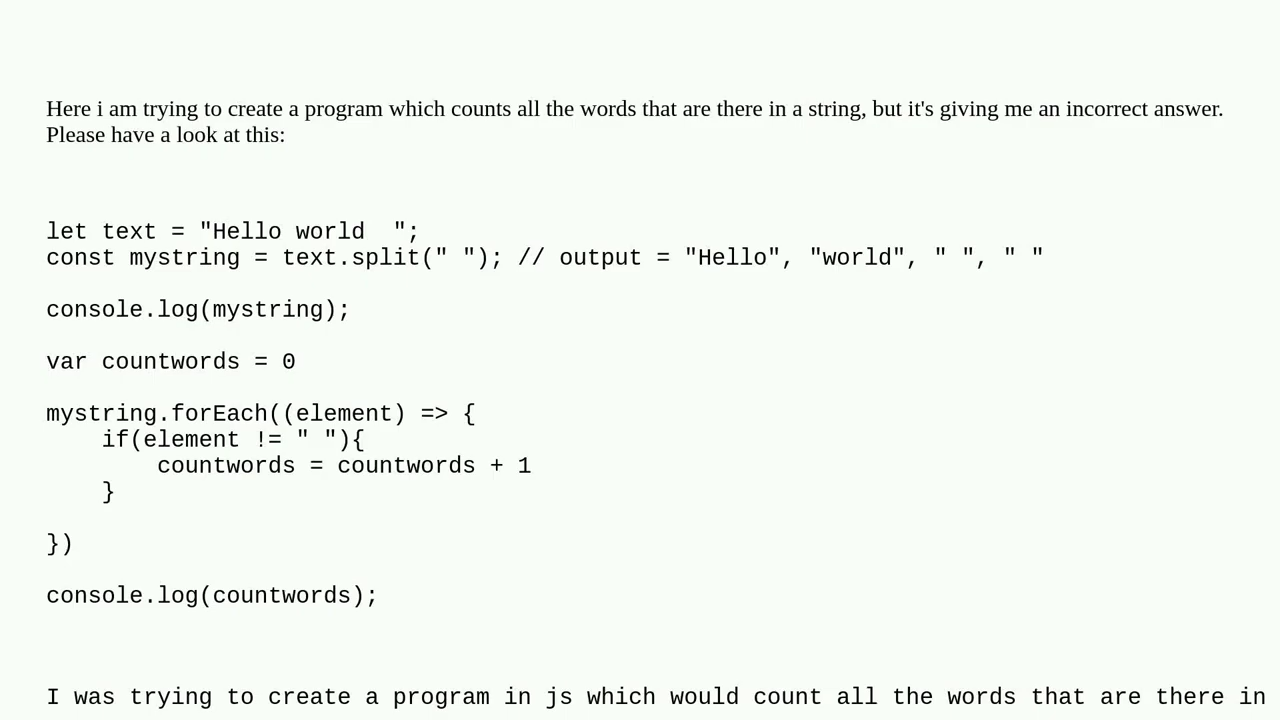 Here i am trying to create a program which counts all the words that are there in a string, but it's giving me an incorrect answer.
Please have a look at this:
let text = "Hello world  ";
const mystring = text.split(" "); // output = "Hello", "world", " ", " "
console.log(mystring);
var countwords = 0
mystring.forEach((element) => {
    if(element != " "){
        countwords = countwords + 1
    }
})
console.log(countwords);
I was trying to create a program in js which would count all the words that are there in